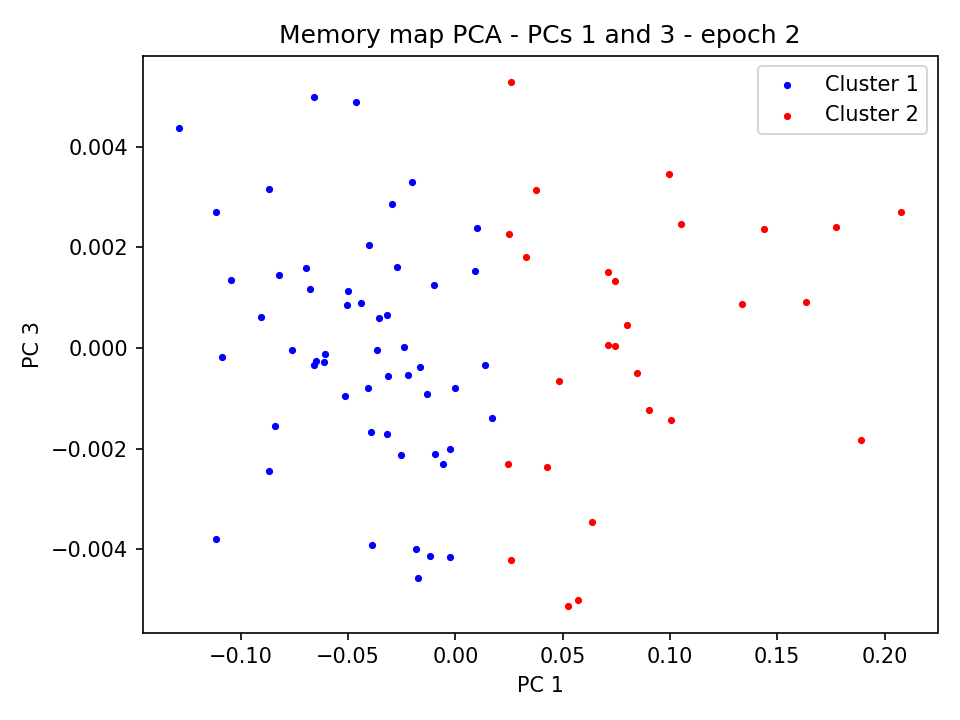 Memory map PCA - PCs 1 and 3 - epoch 2
Cluster 1
Cluster 2
0.004
0.002
0.000
−0.002
−0.004
PC 3
−0.10
−0.05
0.00
0.05
0.10
0.15
0.20
PC 1